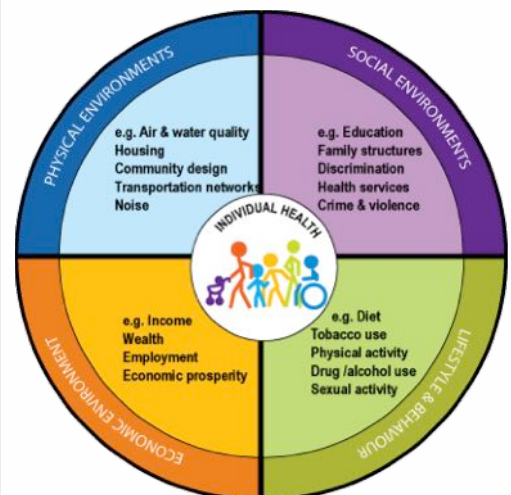 PHYSICAL ENVIRONMENTS
e.g. Air & water quality
Housing
Community design
Transportation networks
Noise
SOCIAL ENVIRONMENTS
e.g. Education
Family structures
Discrimination
Health services
Crime & violence
INDIVIDUAL HEALTH
ECONOMIC ENVIRONMENT
e.g. Income
Wealth
Employment
Economic prosperity
LIFESTYLE & BEHAVIOUR
e.g. Diet
Tobacco use
Physical activity
Drug /alcohol use
Sexual activity